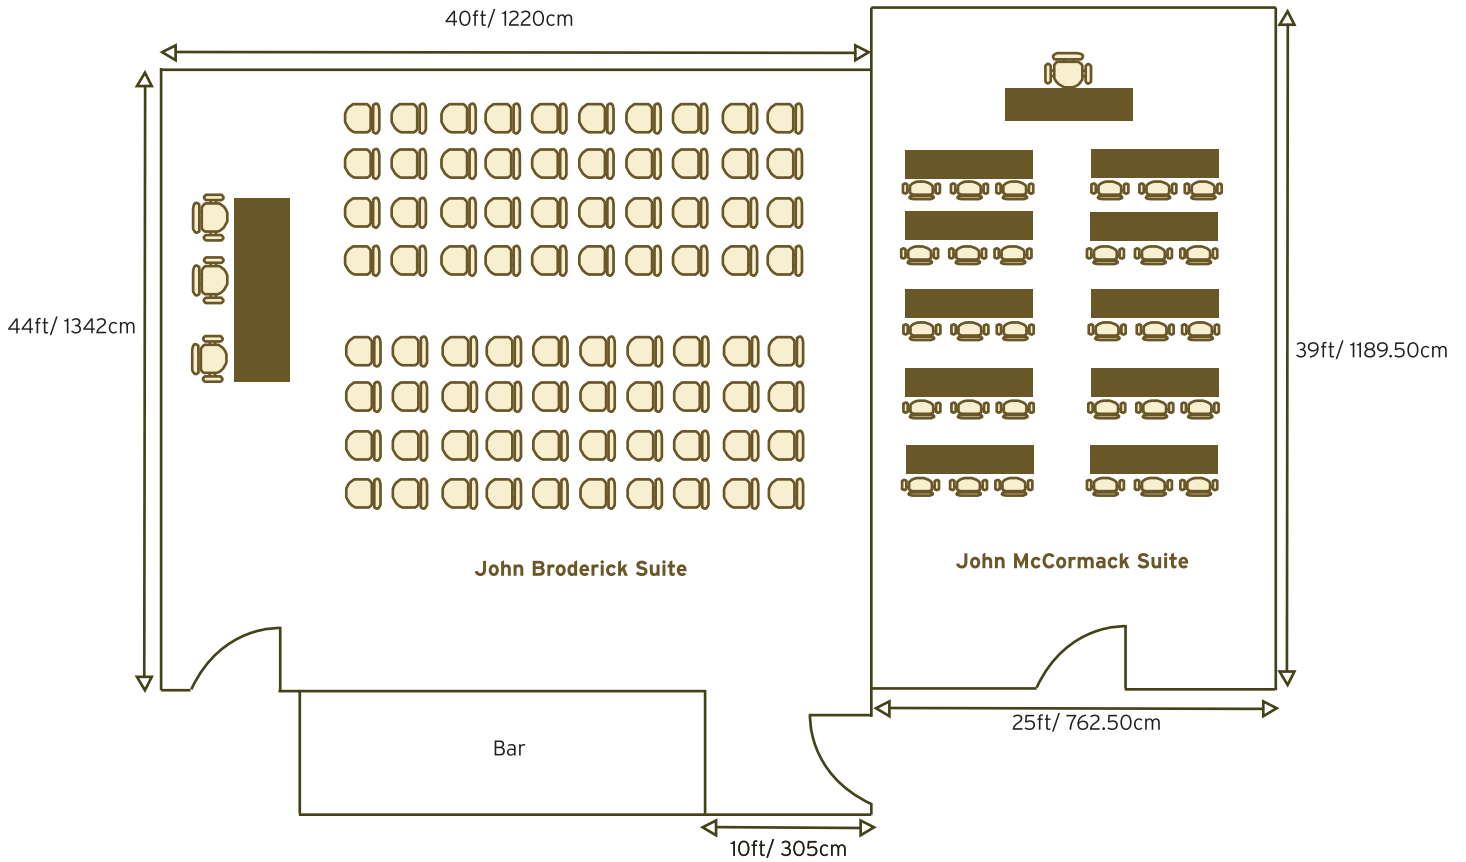 40ft/ 1220cm
44ft/ 1342cm
39ft/ 1189.50cm
John Broderick Suite
John McCormack Suite
25ft/ 762.50cm
Bar
10ft/ 305cm